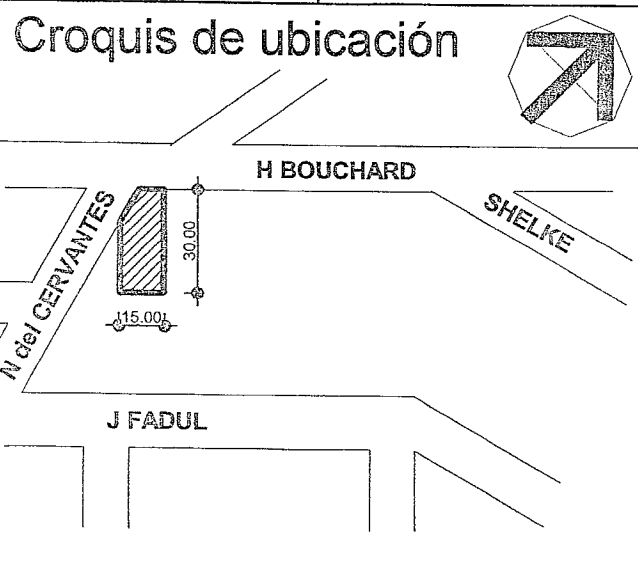 Croquis de ubicación
H BOUCHARD
SHELKE
N del CERVANTES
30.00
15.00
J FADUL